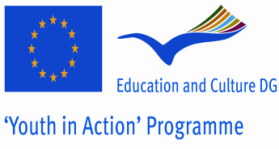 Education and Culture DG
'Youth in Action' Programme